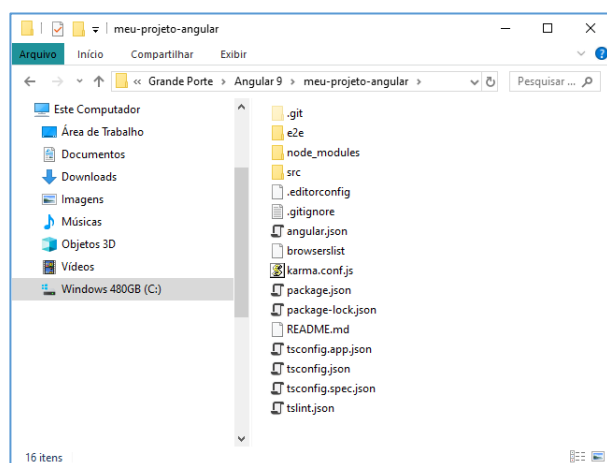 meu-projeto-angular
Arquivo Início Compartilhar Exibir
« Grande Porte › Angular 9 › meu-projeto-angular › Pesquisar ...
Este Computador
Área de Trabalho
Documentos
Downloads
Imagens
Músicas
Objetos 3D
Vídeos
Windows 480GB (C:)
.git
e2e
node_modules
src
.editorconfig
.gitignore
angular.json
browserslist
karma.conf.js
package.json
package-lock.json
README.md
tsconfig.app.json
tsconfig.json
tsconfig.spec.json
tslint.json
16 itens